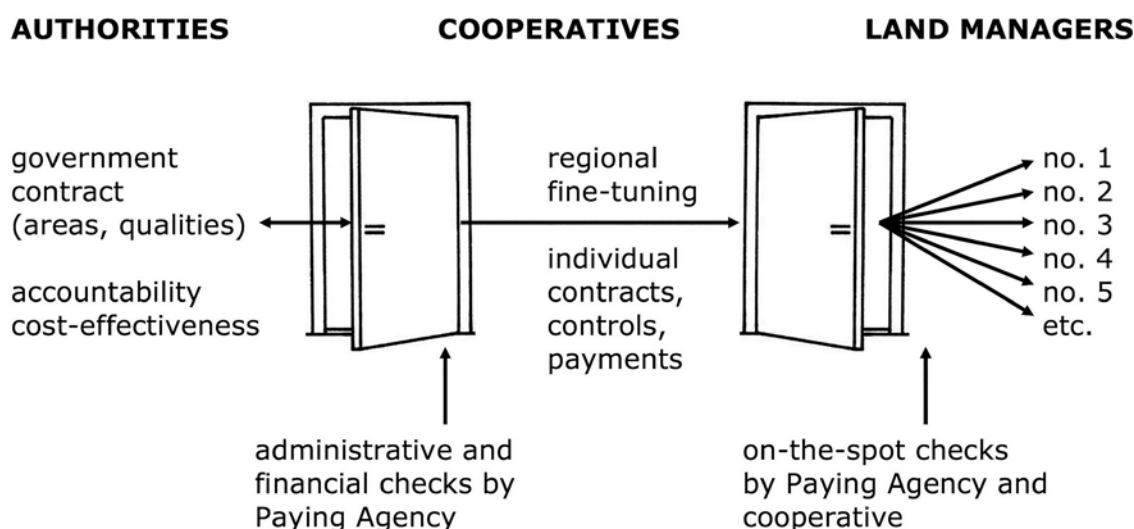 AUTHORITIES
COOPERATIVES
LAND MANAGERS
government
contract
(areas, qualities)
accountability
cost-effectiveness
regional
fine-tuning
individual
contracts,
controls,
payments
no. 1
no. 2
no. 3
no. 4
no. 5
etc.
administrative and
financial checks by
Paying Agency
on-the-spot checks
by Paying Agency and
cooperative